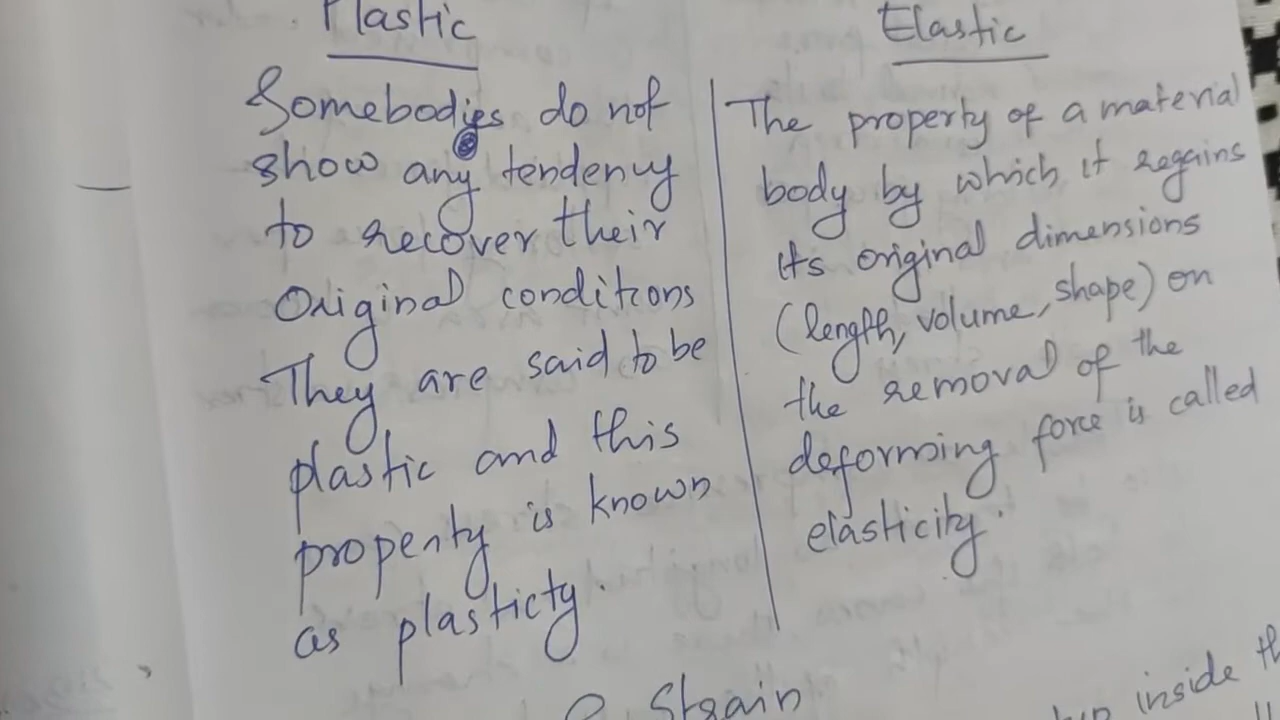 Plastic
Somebodies do not
show any tendency
to recover their
Original conditions
They are said to be
plastic and this
property is known
as plasticty.
Elastic
The property of a material
body by which it regains
its original dimensions
(length, volume, shape) on
the removal of the
deforming force is called
elasticity.
Strain
inside